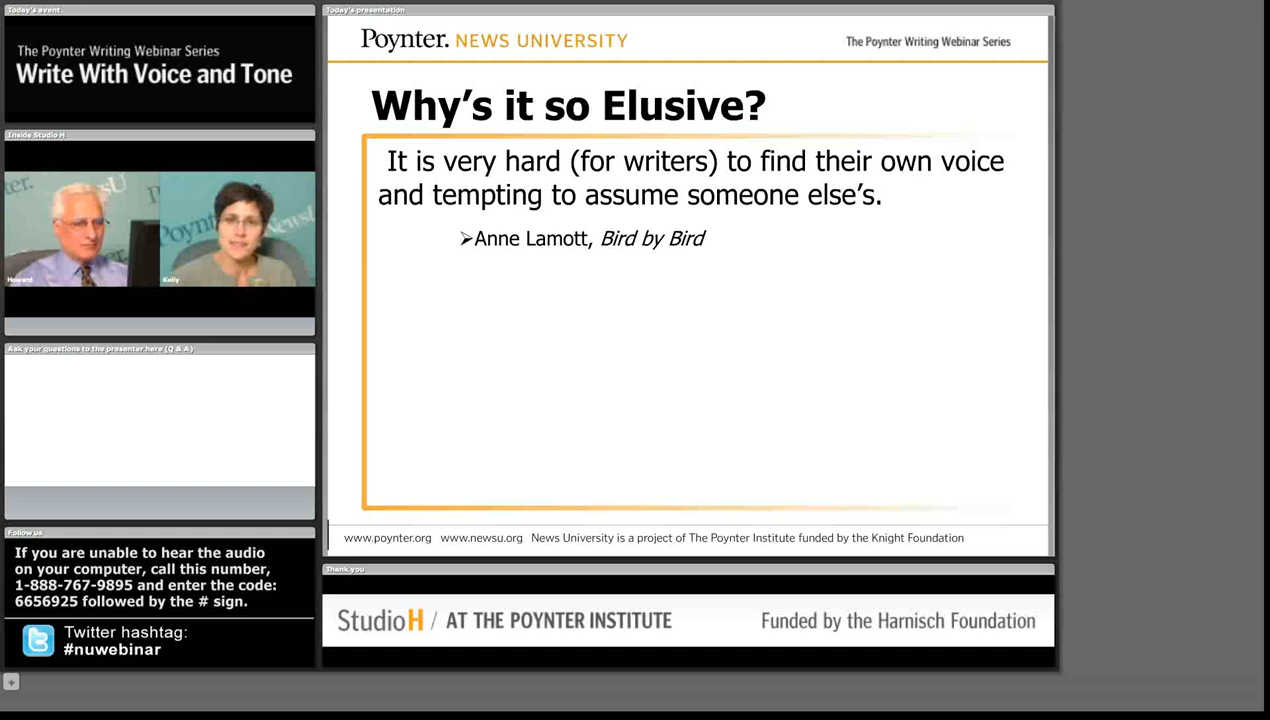 Today's event
The Poynter Writing Webinar Series
Write With Voice and Tone
Inside Studio H
Howard
Kelly
Ask your questions to the presenter here (Q & A)
Follow us
If you are unable to hear the audio
on your computer, call this number,
1-888-767-9895 and enter the code:
6656925 followed by the # sign.
Twitter hashtag:
#nuwebinar
Today's presentation
Poynter. NEWS UNIVERSITY
The Poynter Writing Webinar Series
Why's it so Elusive?
It is very hard (for writers) to find their own voice
and tempting to assume someone else's.
➢Anne Lamott, Bird by Bird
www.poynter.org www.newsu.org News University is a project of The Poynter Institute funded by the Knight Foundation
Thank you
StudioH / AT THE POYNTER INSTITUTE
Funded by the Harnisch Foundation